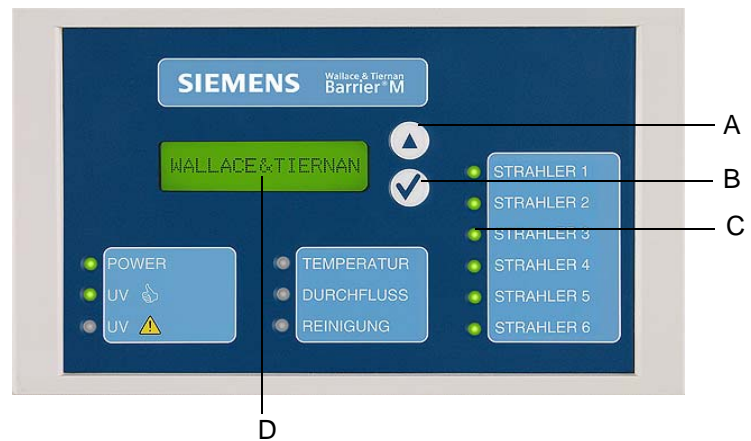 SIEMENS
Wallace & Tiernan
Barrier®M
WALLACE&TIERNAN
A
B
C
D
POWER
UV
UV
TEMPERATUR
DURCHFLUSS
REINIGUNG
STRAHLER 1
STRAHLER 2
STRAHLER 3
STRAHLER 4
STRAHLER 5
STRAHLER 6